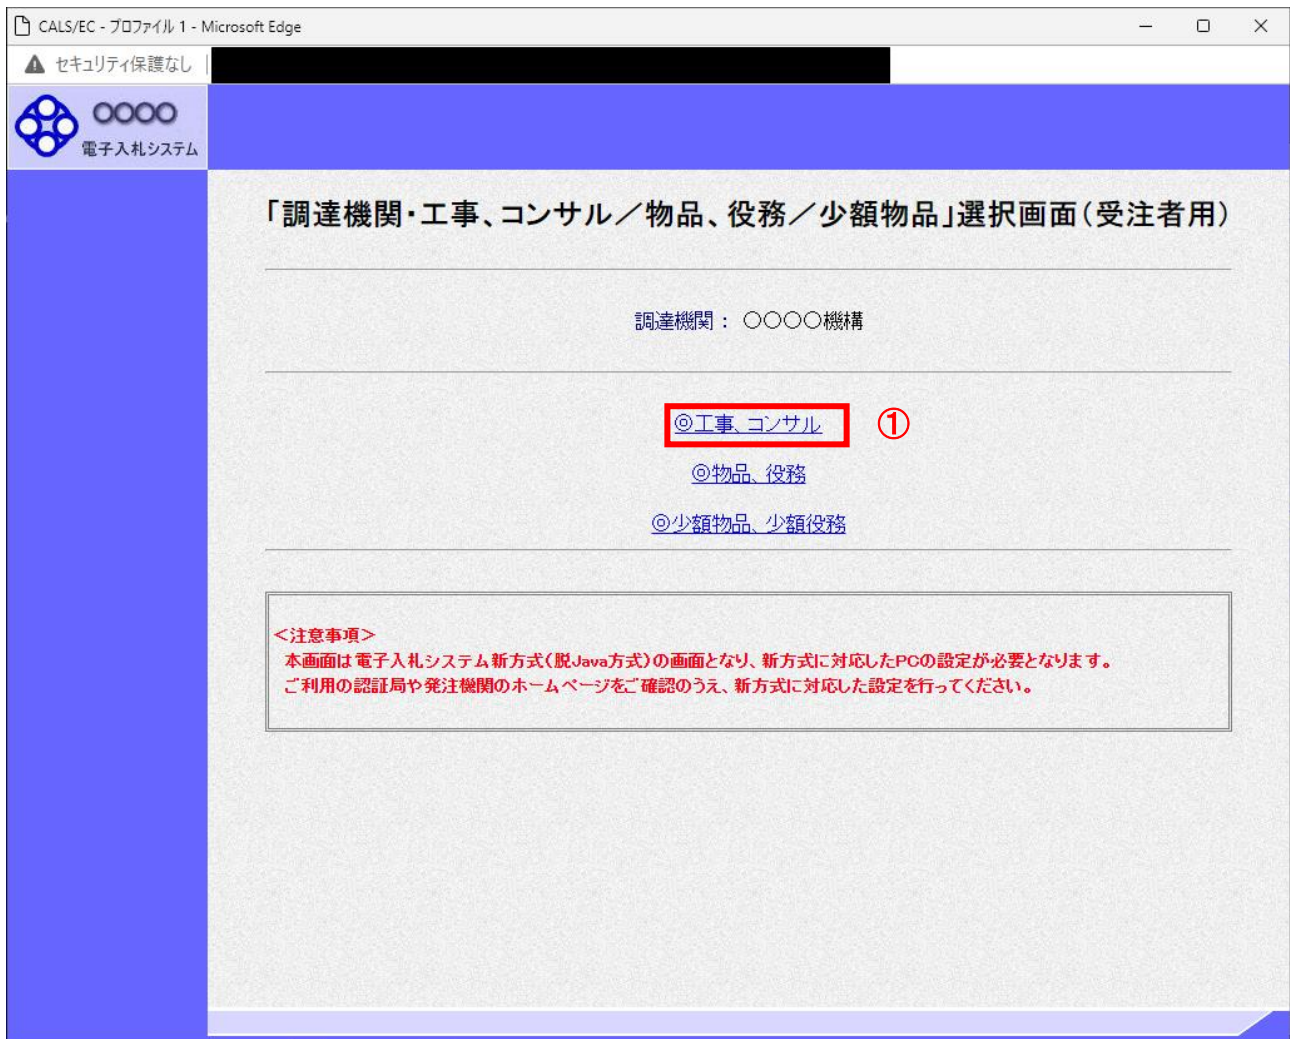 CALS/EC - プロファイル 1 - Microsoft Edge
セキュリティ保護なし
○○○○
電子入札システム
「調達機関・工事、コンサル／物品、役務／少額物品」選択画面（受注者用）
調達機関： ○○○○機構
◎工事、コンサル ①
◎物品、役務
◎少額物品、少額役務
＜注意事項＞
本画面は電子入札システム新方式（脱Java方式）の画面となり、新方式に対応したPCの設定が必要となります。
ご利用の認証局や発注機関のホームページをご確認のうえ、新方式に対応した設定を行ってください。